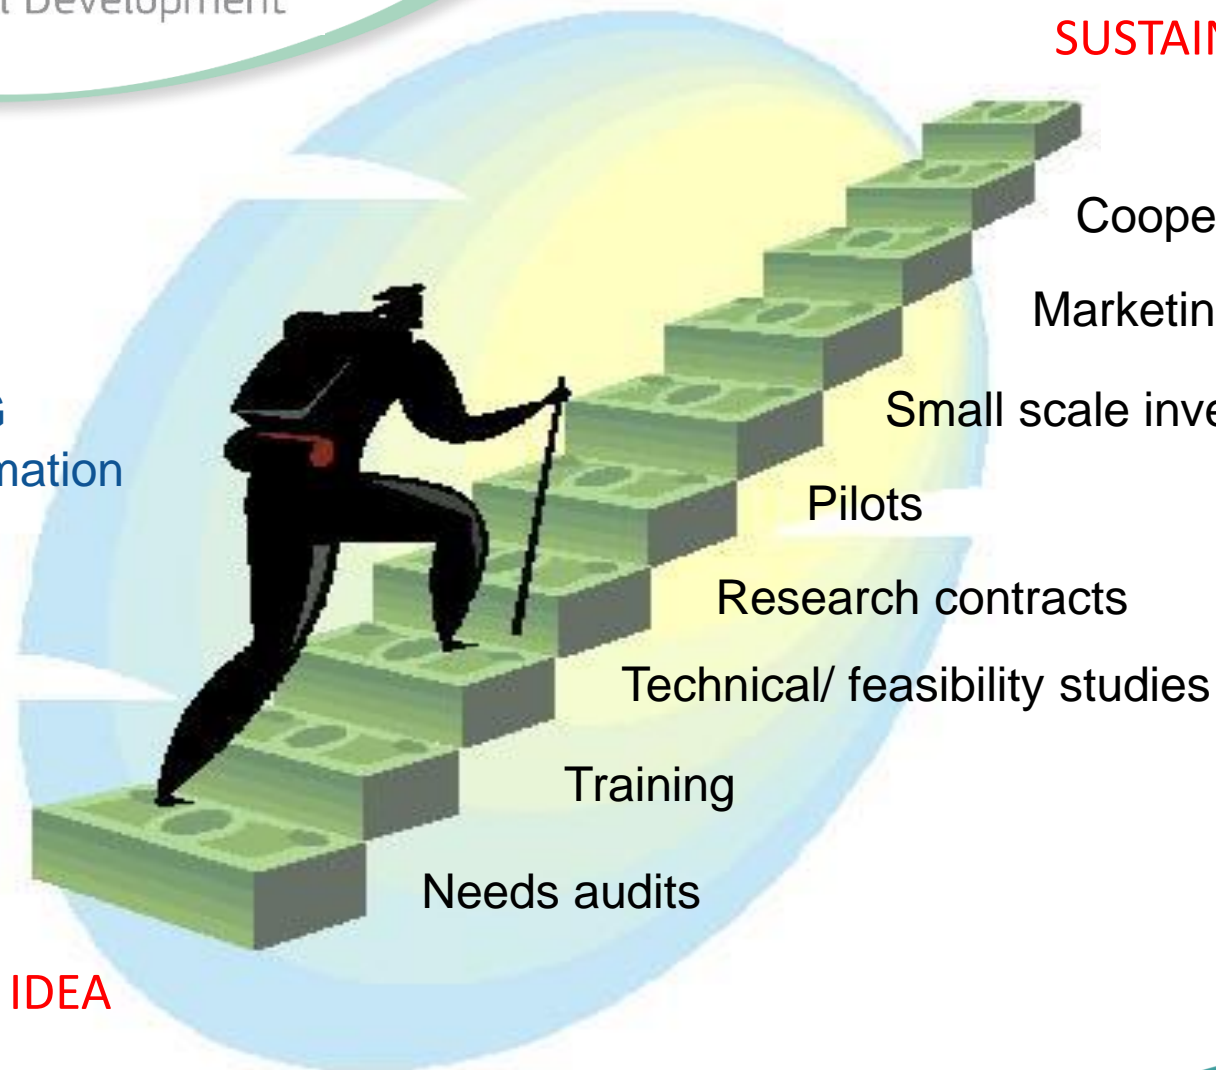 Development
SUSTAIN
Coope
Marketin
Small scale inve
mation
Pilots
Research contracts
Technical/ feasibility studies
Training
Needs audits
IDEA